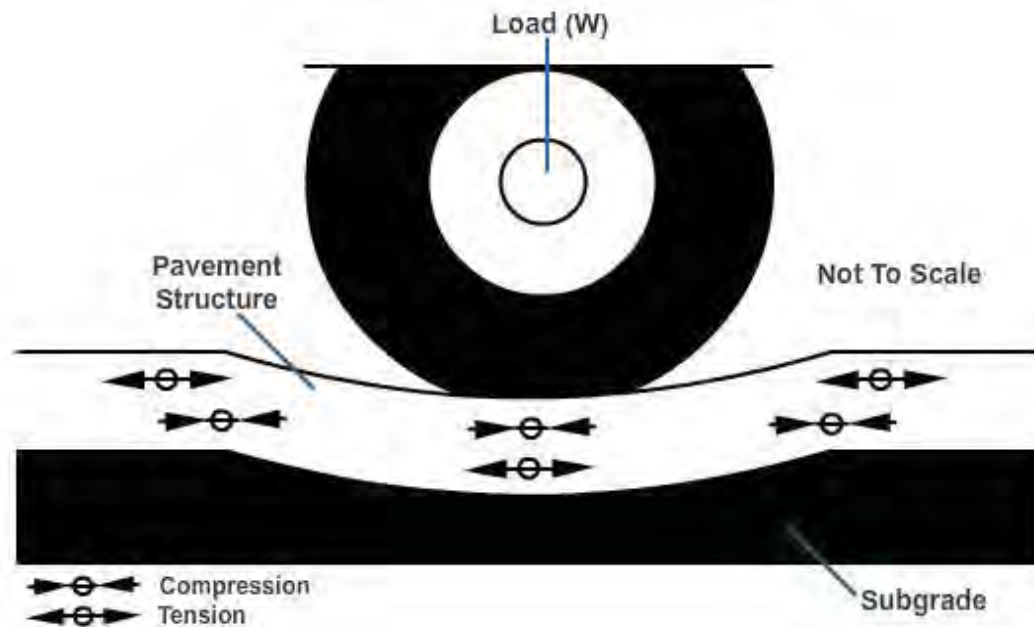 Load (W)
Pavement
Structure
Not To Scale
Compression
Tension
Subgrade